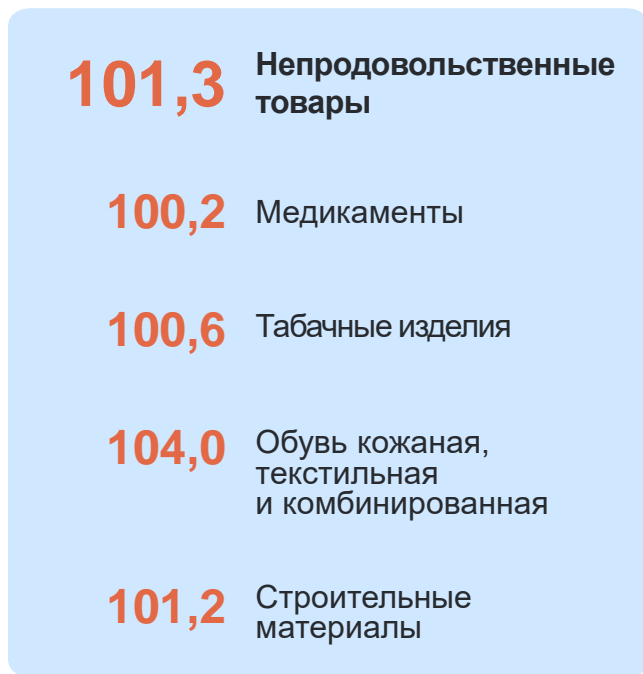 101,3 Непродовольственные
товары
100,2 Медикаменты
100,6 Табачные изделия
104,0 Обувь кожаная,
текстильная
и комбинированная
101,2 Строительные
материалы